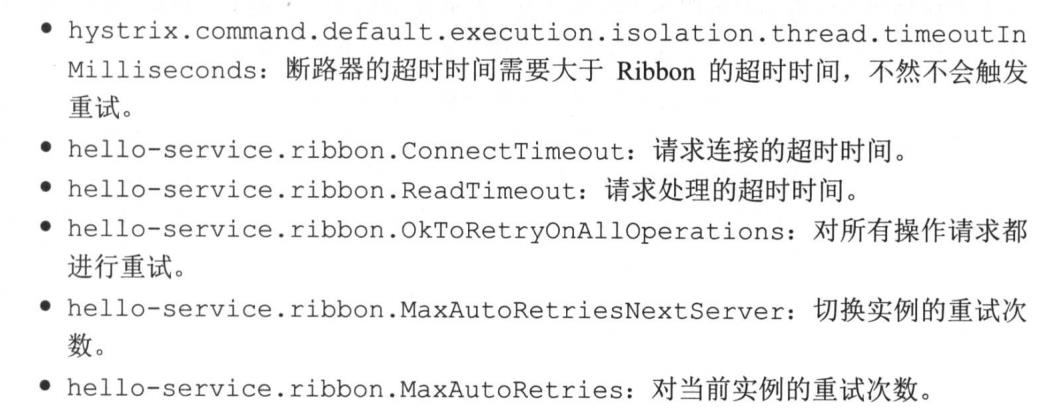 • hystrix.command.default.execution.isolation.thread.timeoutIn
Milliseconds：断路器的超时时间需要大于 Ribbon 的超时时间，不然不会触发
重试。
• hello-service.ribbon.ConnectTimeout：请求连接的超时时间。
• hello-service.ribbon.ReadTimeout：请求处理的超时时间。
• hello-service.ribbon.OkToRetryOnAllOperations：对所有操作请求都
进行重试。
• hello-service.ribbon.MaxAutoRetriesNextServer：切换实例的重试次
数。
• hello-service.ribbon.MaxAutoRetries：对当前实例的重试次数。